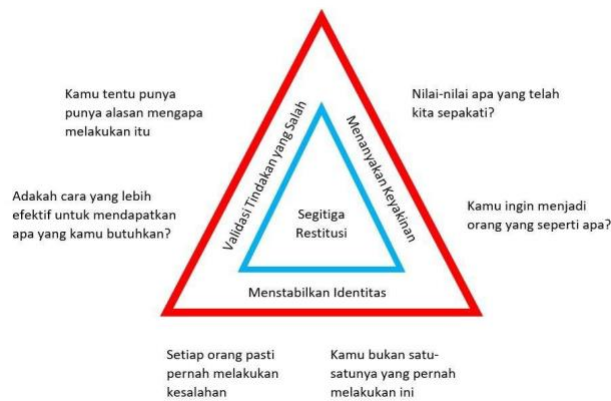 Kamu tentu punya
punya alasan mengapa
melakukan itu
Nilai-nilai apa yang telah
kita sepakati?
Validasi Tindakan yang Salah
Menanyakan Keyakinan
Adakah cara yang lebih
efektif untuk mendapatkan
apa yang kamu butuhkan?
Segitiga
Restitusi
Kamu ingin menjadi
orang yang seperti apa?
Menstabilkan Identitas
Setiap orang pasti
pernah melakukan
kesalahan
Kamu bukan satu-
satunya yang pernah
melakukan ini